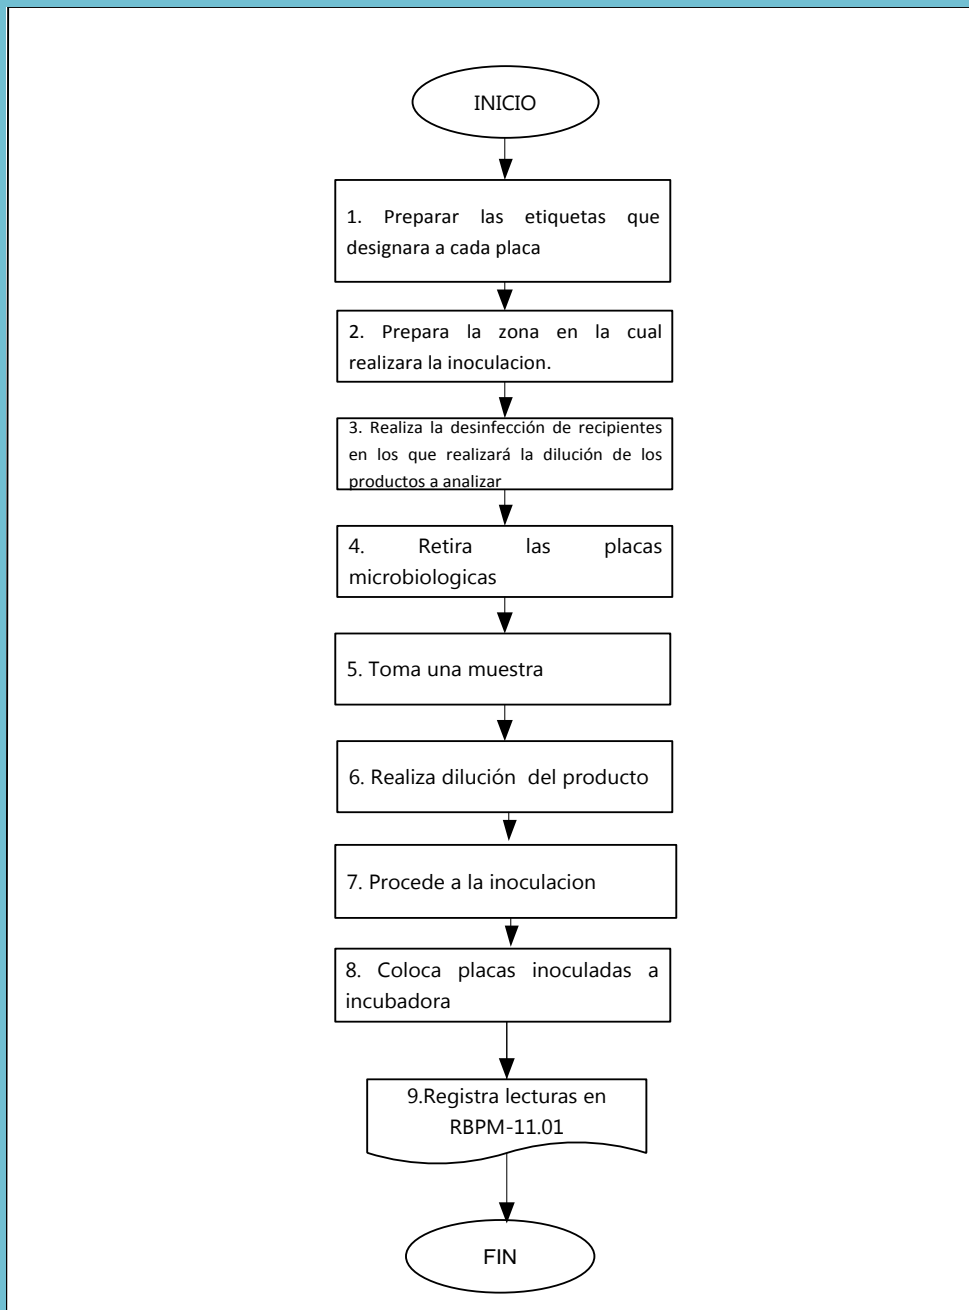 INICIO
1. Preparar las etiquetas que
designara a cada placa
2. Prepara la zona en la cual
realizara la inoculacion.
3. Realiza la desinfección de recipientes
en los que realizará la dilución de los
productos a analizar
4. Retira las placas
microbiologicas
5. Toma una muestra
6. Realiza dilución del producto
7. Procede a la inoculacion
8. Coloca placas inoculadas a
incubadora
9.Registra lecturas en
RBPM-11.01
FIN